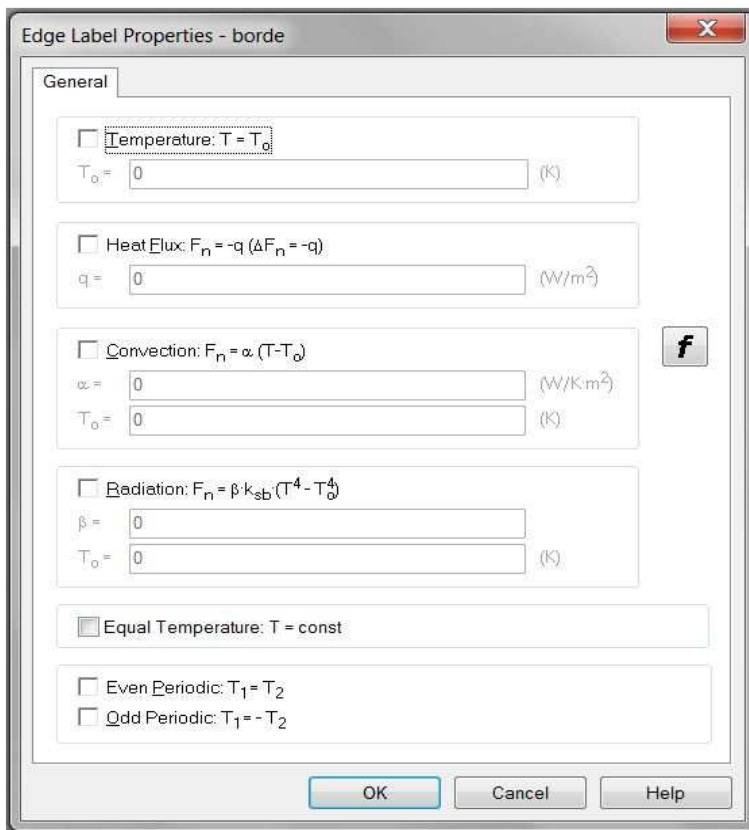 Edge Label Properties - borde
General
Temperature: T = Tₒ
Tₒ = 0 (K)
Heat Flux: Fₙ = -q (ΔFₙ = -q)
q = 0 (W/m²)
Convection: Fₙ = α (T-Tₒ)
α = 0 (W/K·m²)
Tₒ = 0 (K)
f
Radiation: Fₙ = β·k_sb·(T⁴ - Tₒ⁴)
β = 0
Tₒ = 0 (K)
Equal Temperature: T = const
Even Periodic: T₁ = T₂
Odd Periodic: T₁ = - T₂
OK Cancel Help